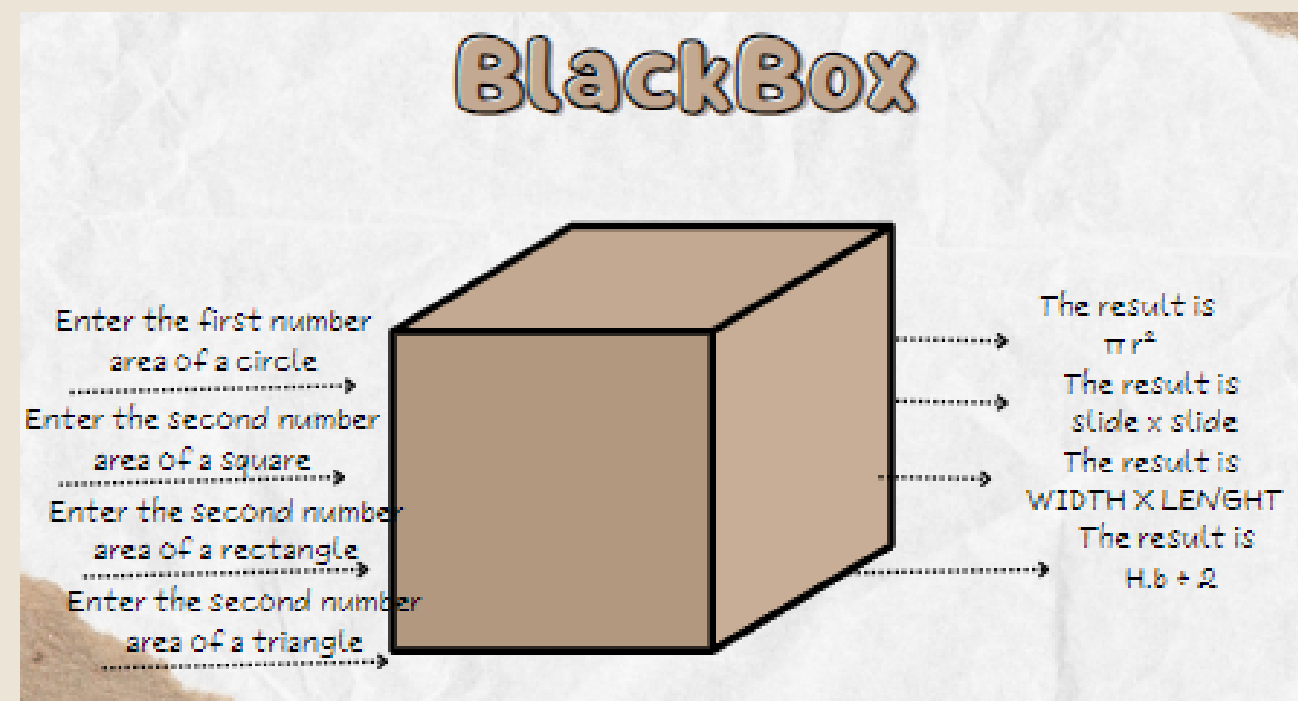 BlackBox
Enter the first number
area of a circle
Enter the second number
area of a square
Enter the second number
area of a rectangle
Enter the second number
area of a triangle
The result is
π r²
The result is
slide x slide
The result is
WIDTH X LENGHT
The result is
H.b ÷ 2